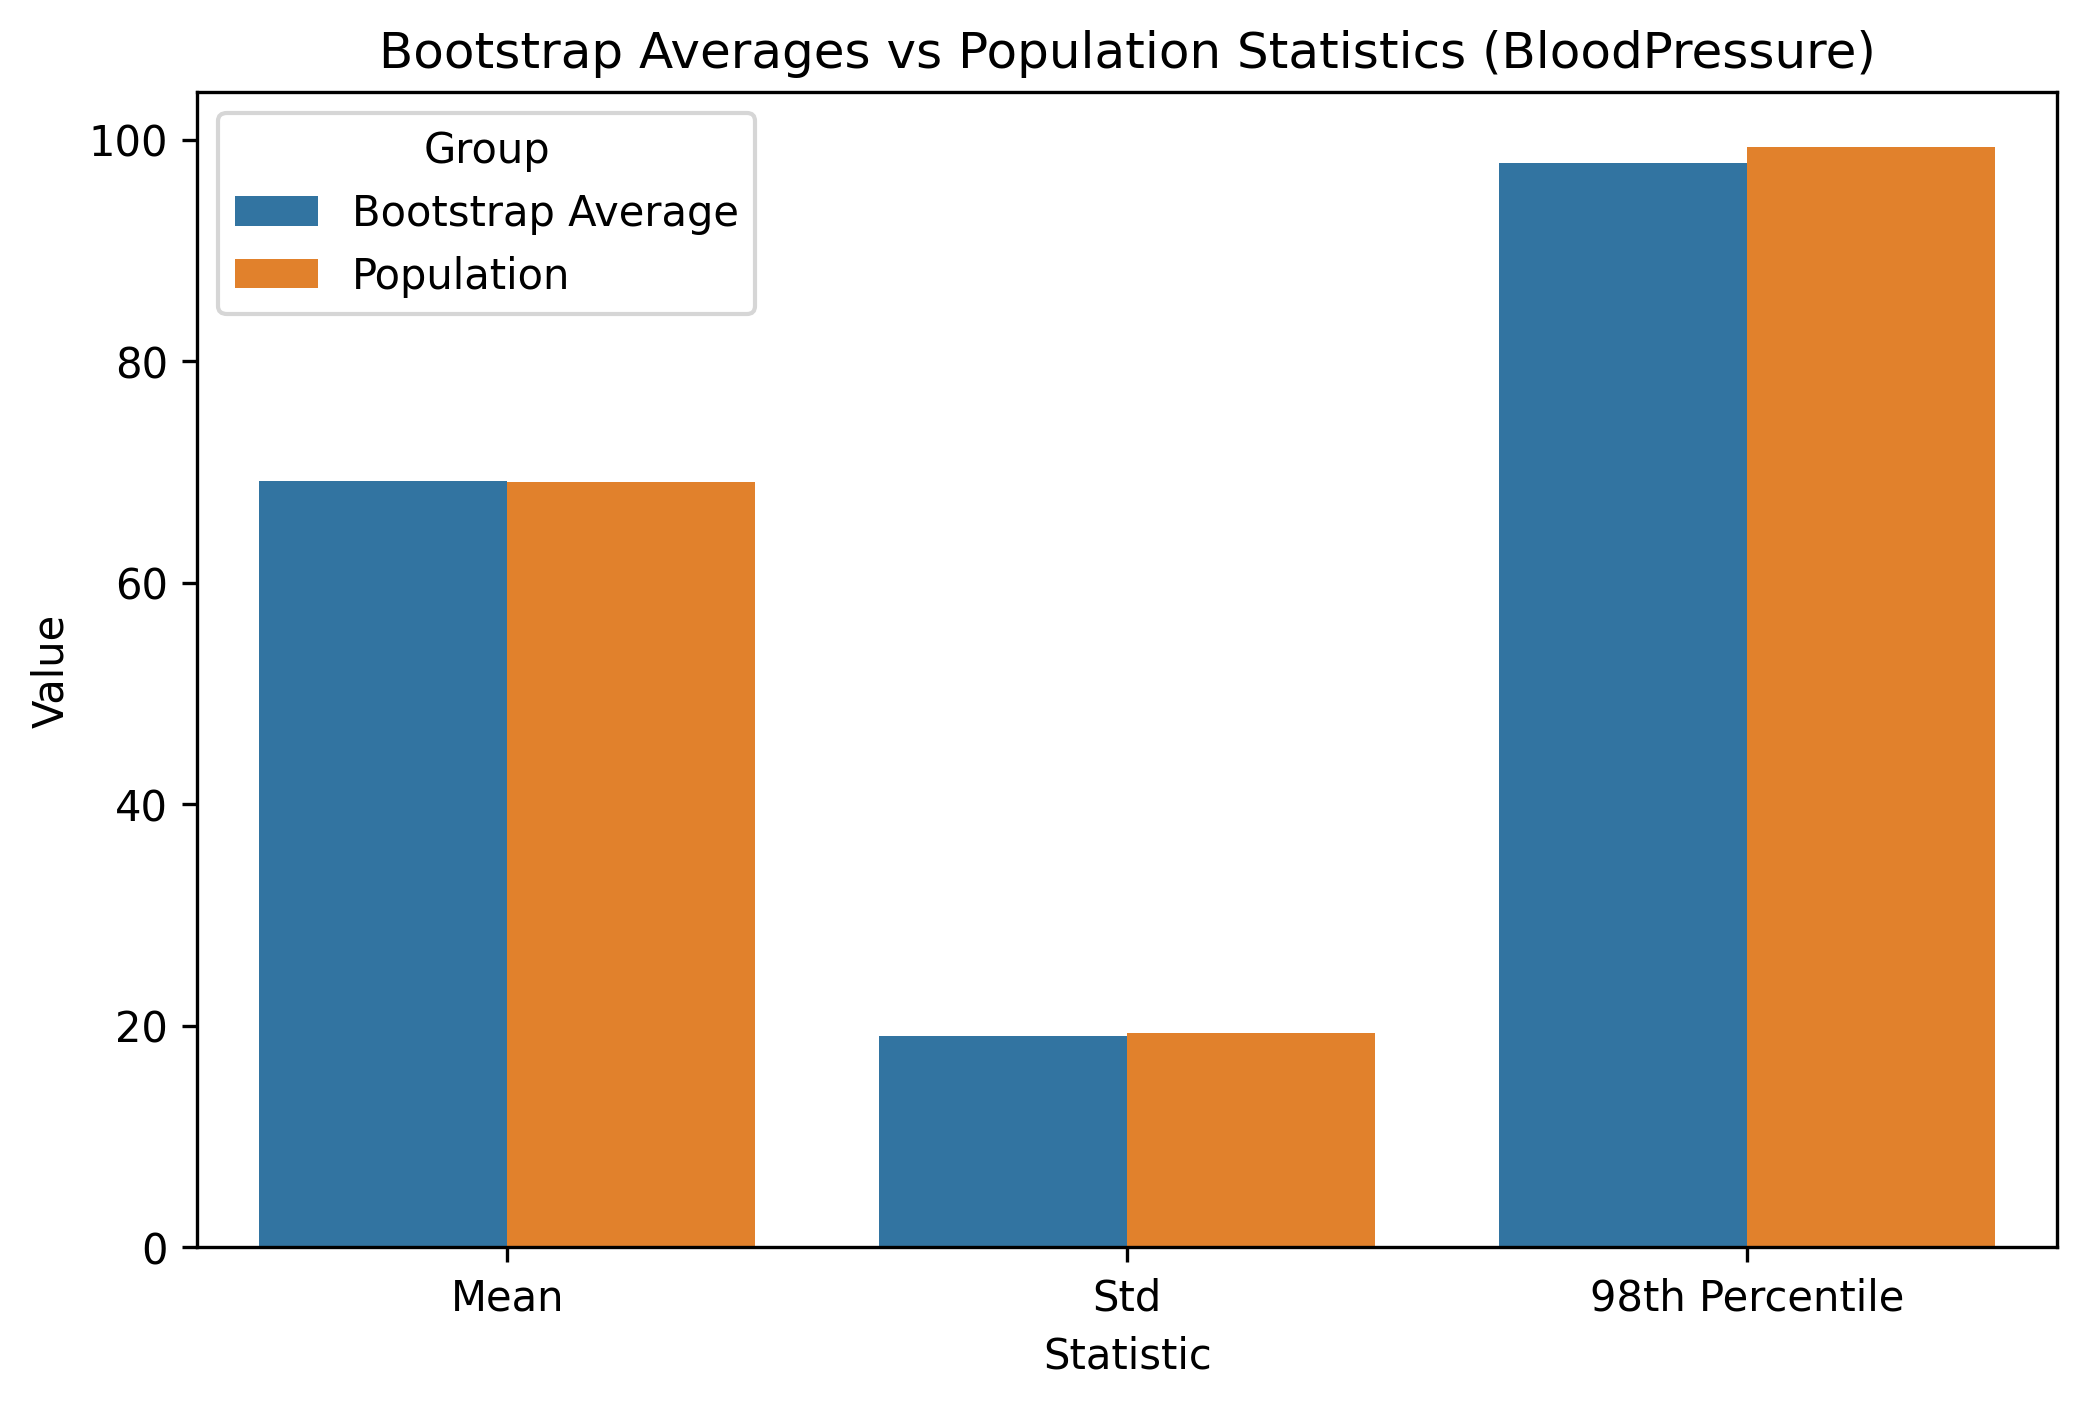 Bootstrap Averages vs Population Statistics (BloodPressure)
Group
Bootstrap Average
Population
100
80
60
40
20
0
Value
Mean
Std
98th Percentile
Statistic